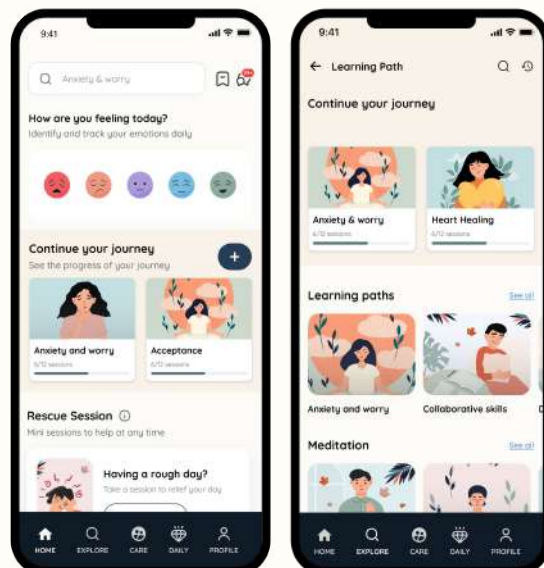 9:41
Anxiety & worry
How are you feeling today?
Identify and track your emotions daily
Continue your journey
See the progress of your journey
+
Anxiety and worry
6/12 sessions
Acceptance
6/12 sessions
Rescue Session
Mini sessions to help at any time
Having a rough day?
Take a session to relief your day
HOME
EXPLORE
CARE
DAILY
PROFILE
9:41
Learning Path
Continue your journey
Anxiety & worry
6/12 sessions
Heart Healing
6/12 sessions
Learning paths
See all
Anxiety and worry
Collaborative skills
Meditation
See all
HOME
EXPLORE
CARE
DAILY
PROFILE